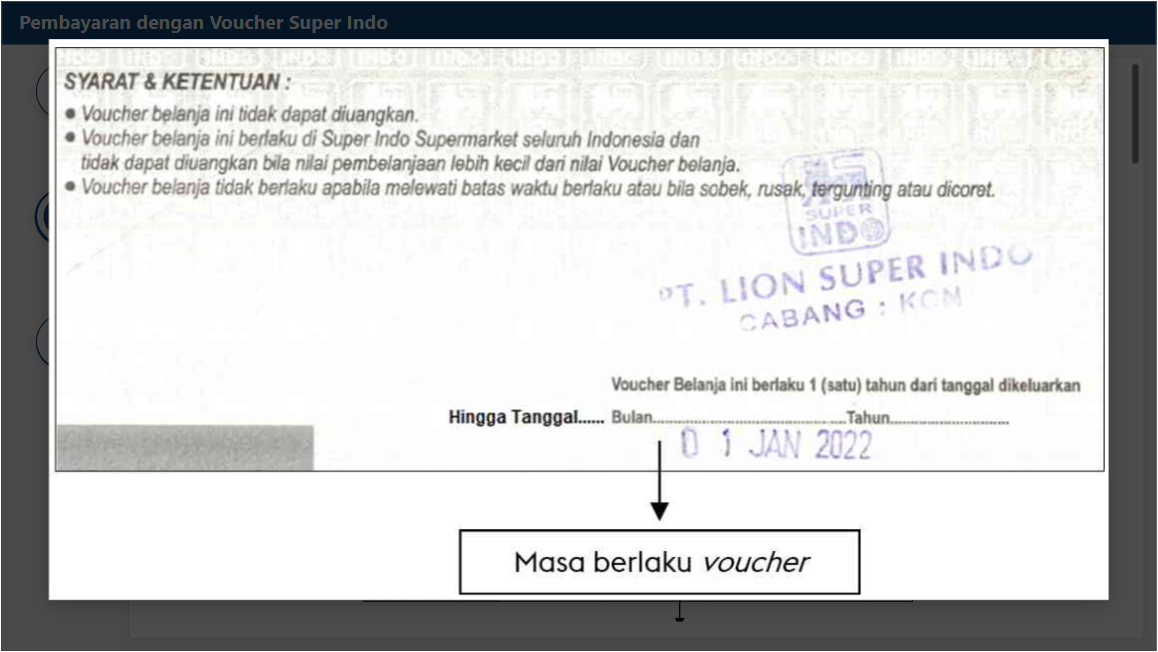 Pembayaran dengan Voucher Super Indo
SYARAT & KETENTUAN :
● Voucher belanja ini tidak dapat diuangkan.
● Voucher belanja ini berlaku di Super Indo Supermarket seluruh Indonesia dan
tidak dapat diuangkan bila nilai pembelanjaan lebih kecil dari nilai Voucher belanja.
● Voucher belanja tidak berlaku apabila melewati batas waktu berlaku atau bila sobek, rusak, tergunting atau dicoret.
SUPER
INDO
PT. LION SUPER INDO
CABANG : KCM
Voucher Belanja ini berlaku 1 (satu) tahun dari tanggal dikeluarkan
Hingga Tanggal...... Bulan..................................................Tahun...............................
0 1 JAN 2022
Masa berlaku voucher